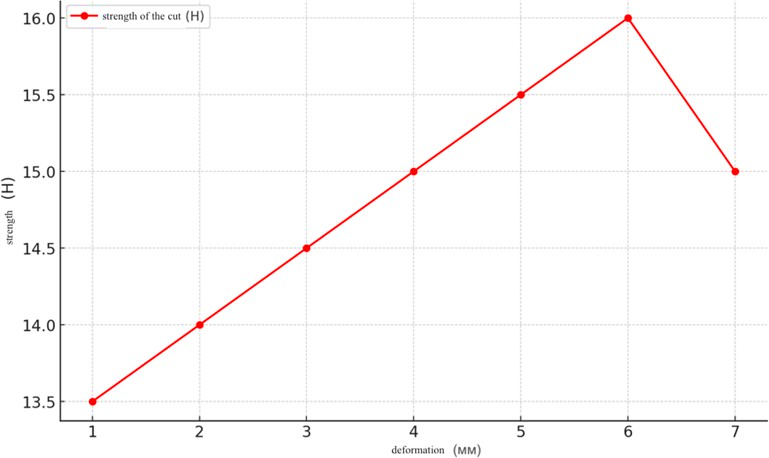 strength of the cut (Н)
16.0
15.5
15.0
14.5
14.0
13.5
strength (Н)
1 2 3 4 5 6 7
deformation (мм)